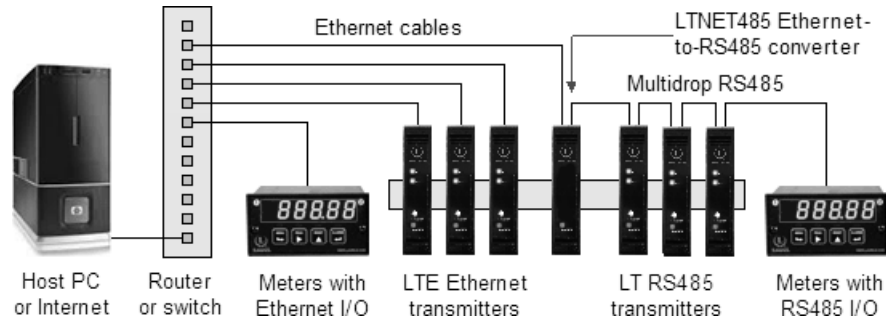 Ethernet cables
LTNET485 Ethernet-
to-RS485 converter
Multidrop RS485
888.88
888.88
Host PC
or Internet
Router
or switch
Meters with
Ethernet I/O
LTE Ethernet
transmitters
LT RS485
transmitters
Meters with
RS485 I/O